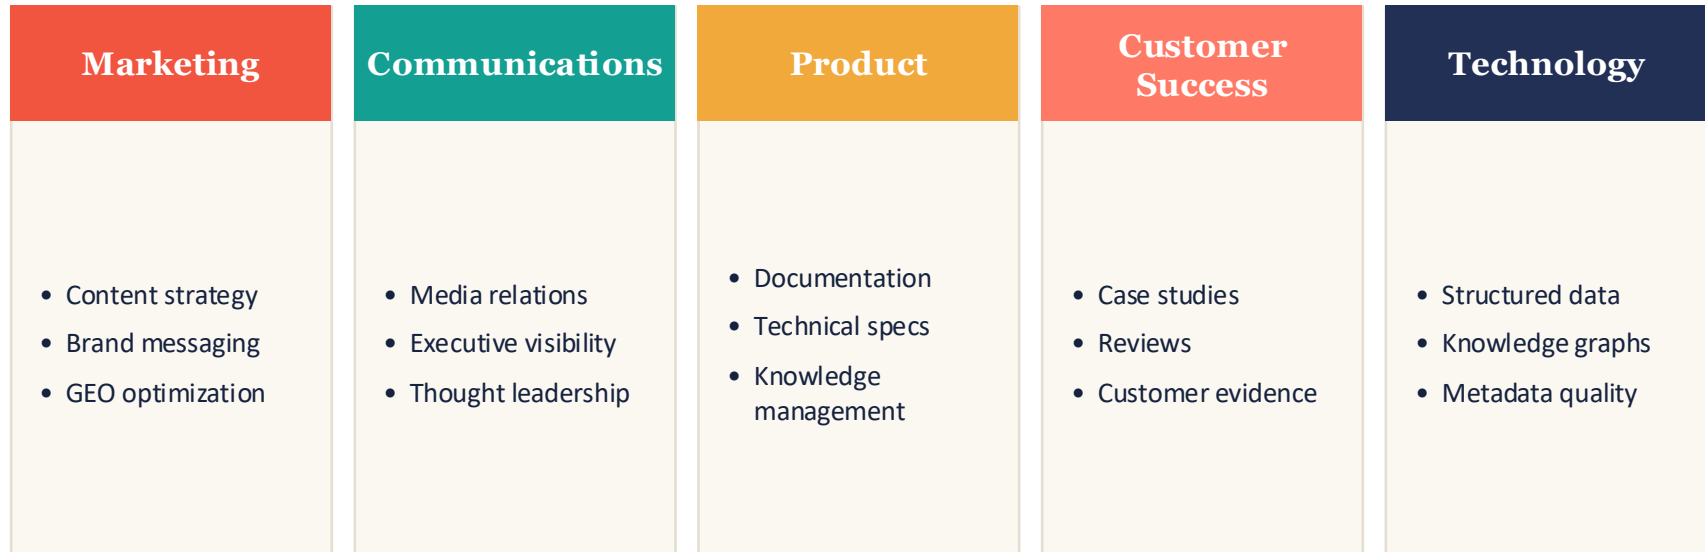 Marketing
• Content strategy
• Brand messaging
• GEO optimization
Communications
• Media relations
• Executive visibility
• Thought leadership
Product
• Documentation
• Technical specs
• Knowledge
management
Customer
Success
• Case studies
• Reviews
• Customer evidence
Technology
• Structured data
• Knowledge graphs
• Metadata quality